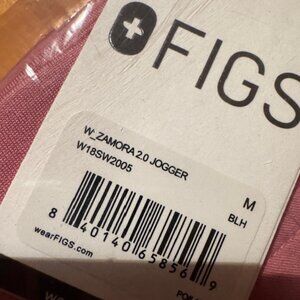 FIGS
W_ZAMORA 2.0 JOGGER
W18SW2005
M
BLH
8 40140 65856 9
wearFIGS.com